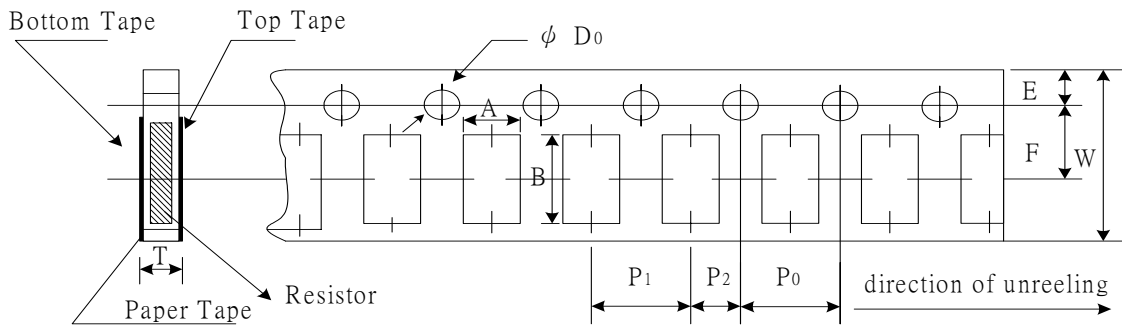 Bottom Tape
Top Tape
ϕ D0
E
A
F
W
B
T
P1
P2
P0
Resistor
direction of unreeling
Paper Tape